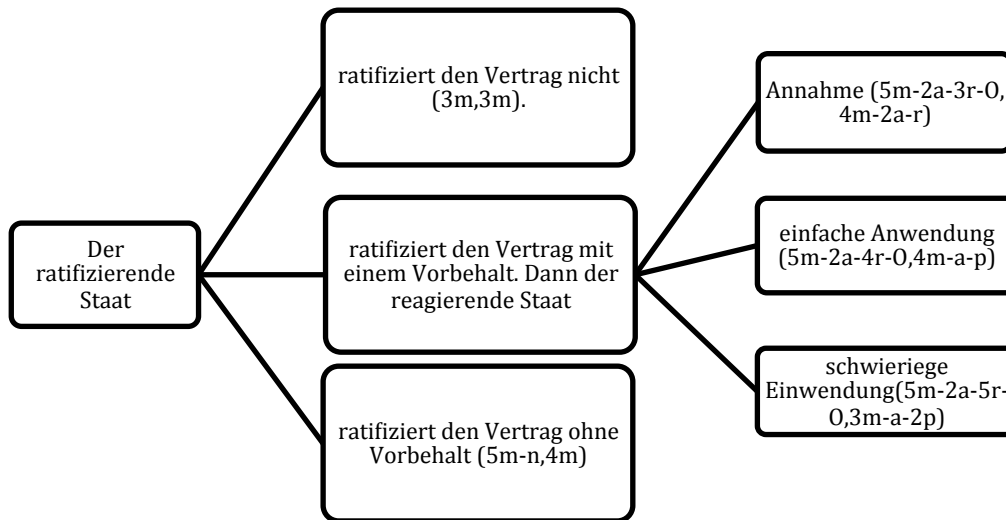 Der
ratifizierende
Staat
ratifiziert den Vertrag nicht
(3m,3m).
ratifiziert den Vertrag mit
einem Vorbehalt. Dann der
reagierende Staat
ratifiziert den Vertrag ohne
Vorbehalt (5m-n,4m)
Annahme (5m-2a-3r-O,
4m-2a-r)
einfache Anwendung
(5m-2a-4r-O,4m-a-p)
schwieriege
Einwendung(5m-2a-5r-
O,3m-a-2p)